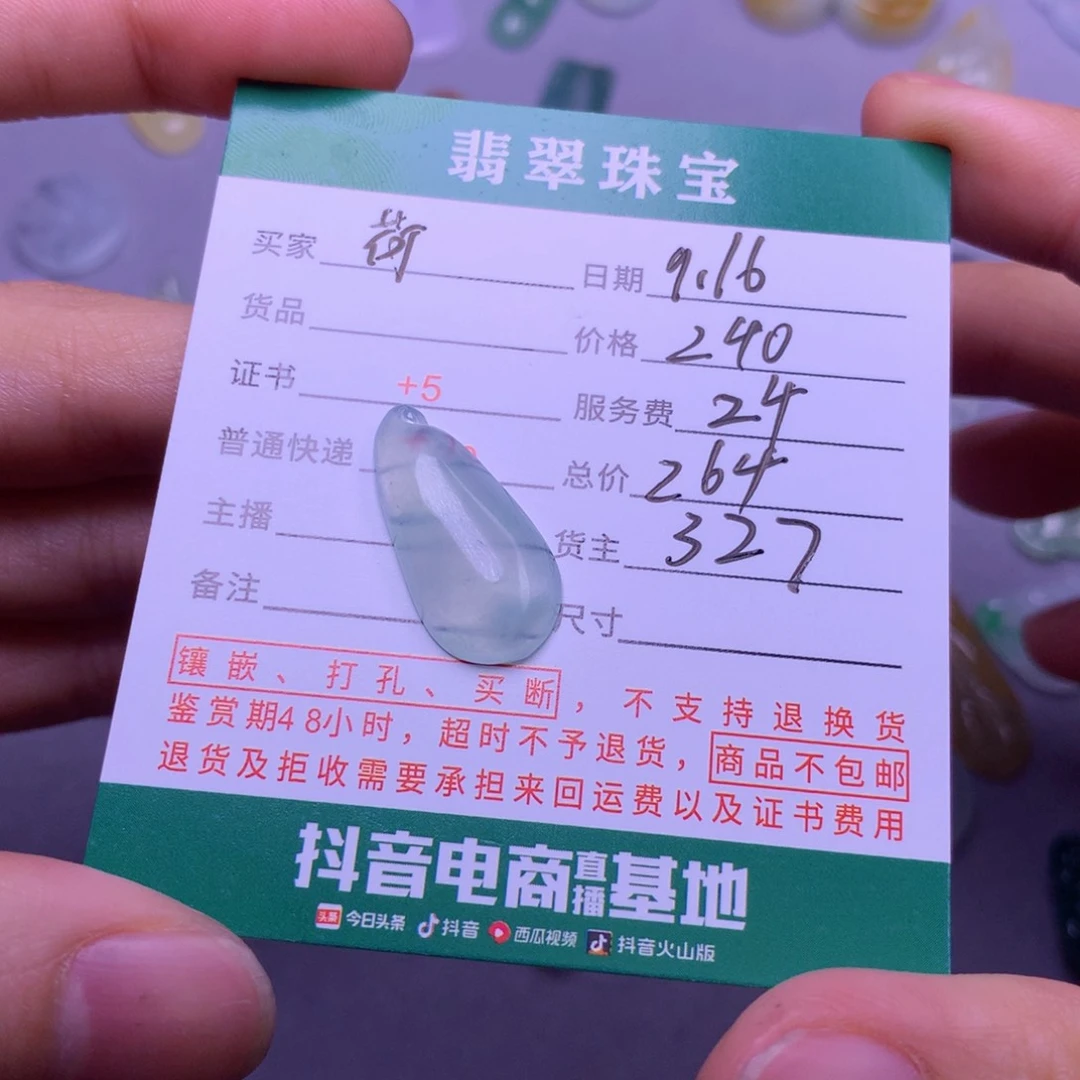 翡翠珠宝
买家 荷 日期 9.16
货品 价格 240
证书 +5 服务费 24
普通快递 总价 264
主播 货主 327
备注 尺寸
镶嵌、打孔、买断，不支持退换货
鉴赏期48小时，超时不予退货，商品不包邮
退货及拒收需要承担来回运费以及证书费用
抖音电商直播基地
头条 今日头条 抖音 西瓜视频 抖音火山版